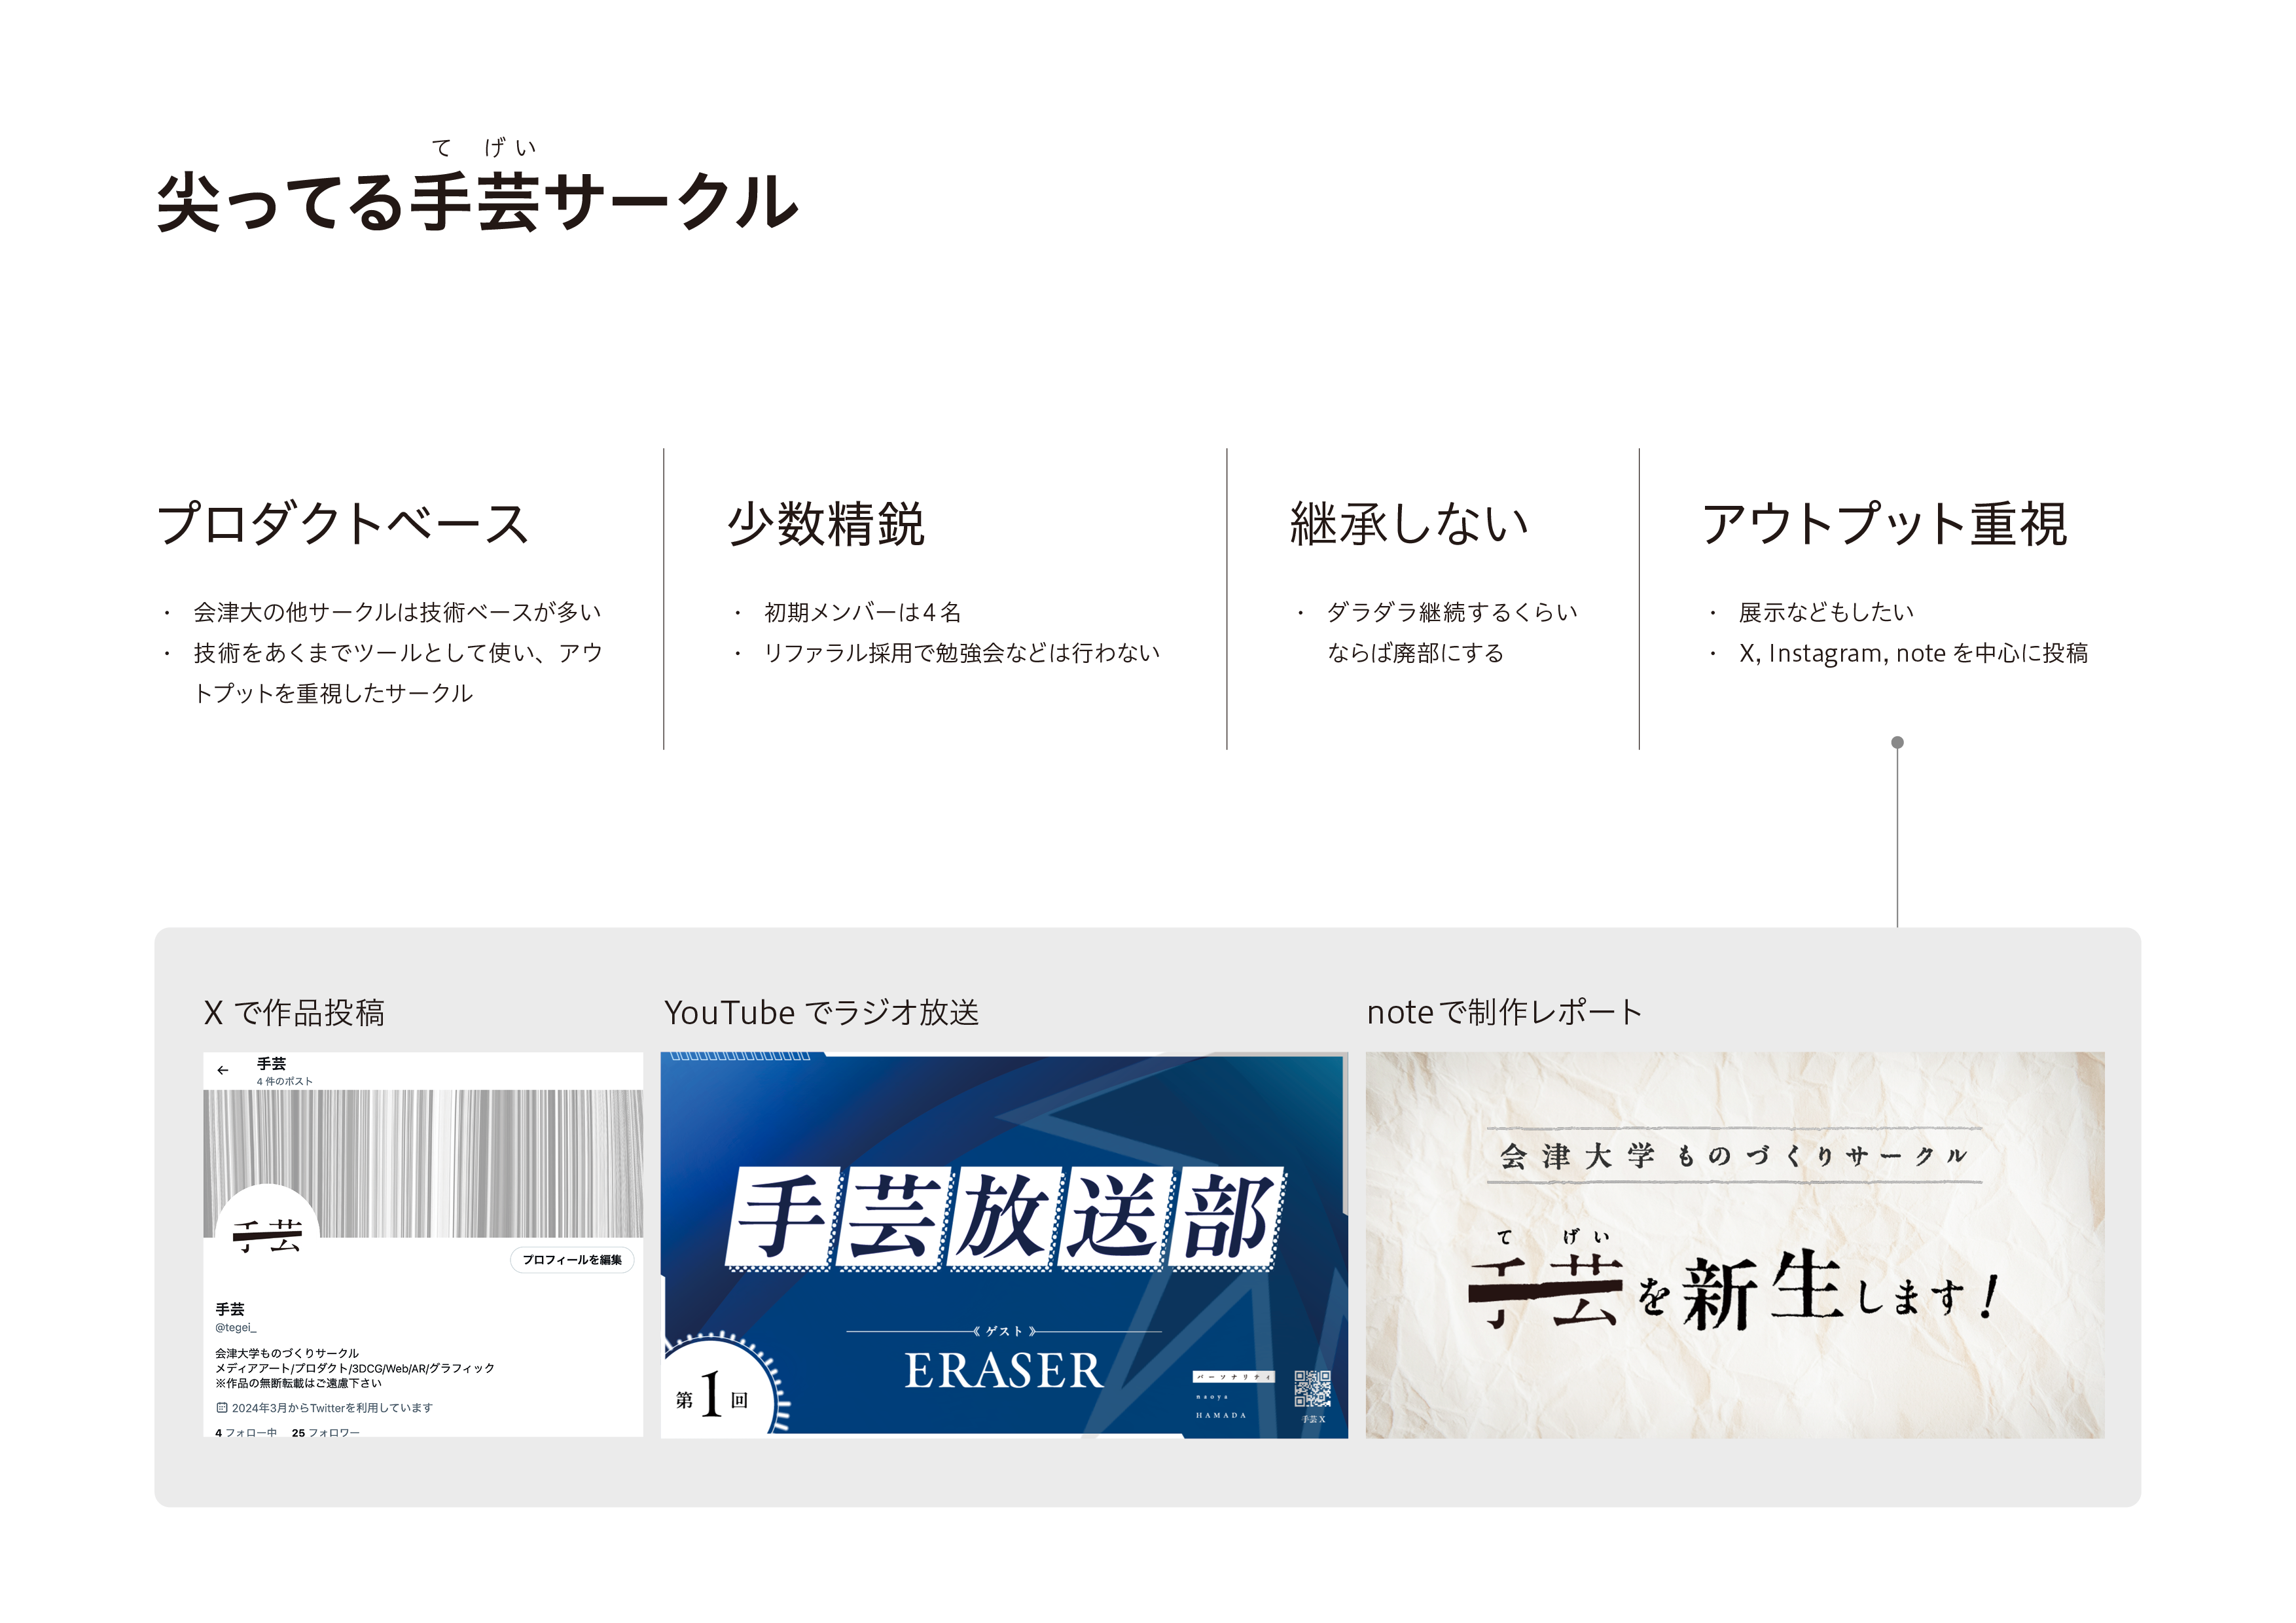 て げい
尖ってる手芸サークル
プロダクトベース
・ 会津大の他サークルは技術ベースが多い
・ 技術をあくまでツールとして使い、アウ
トプットを重視したサークル
少数精鋭
・ 初期メンバーは4名
・ リファラル採用で勉強会などは行わない
継承しない
・ ダラダラ継続するくらい
ならば廃部にする
アウトプット重視
・ 展示などもしたい
・ X, Instagram, note を中心に投稿
X で作品投稿
← 手芸
4 件のポスト
手芸
プロフィールを編集
手芸
@tegei_
会津大学ものづくりサークル
メディアアート/プロダクト/3DCG/Web/AR/グラフィック
※作品の無断転載はご遠慮下さい
2024年3月からTwitterを利用しています
4 フォロー中 25 フォロワー
YouTube でラジオ放送
手芸放送部
《 ゲスト 》
ERASER
第1回
パーソナリティ
naoya
HAMADA
手芸 X
note で制作レポート
会津大学 ものづくりサークル
て げい
手芸を新生します!